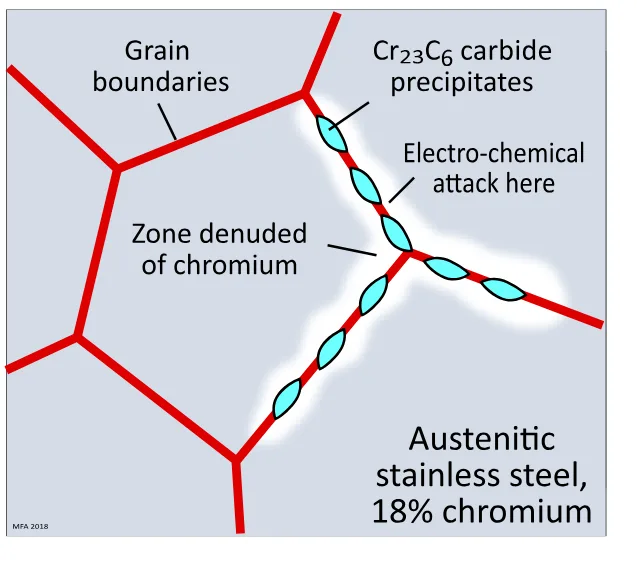 Grain
boundaries
Cr23C6 carbide
precipitates
Electro-chemical
attack here
Zone denuded
of chromium
Austenitic
stainless steel,
18% chromium
MFA 2018